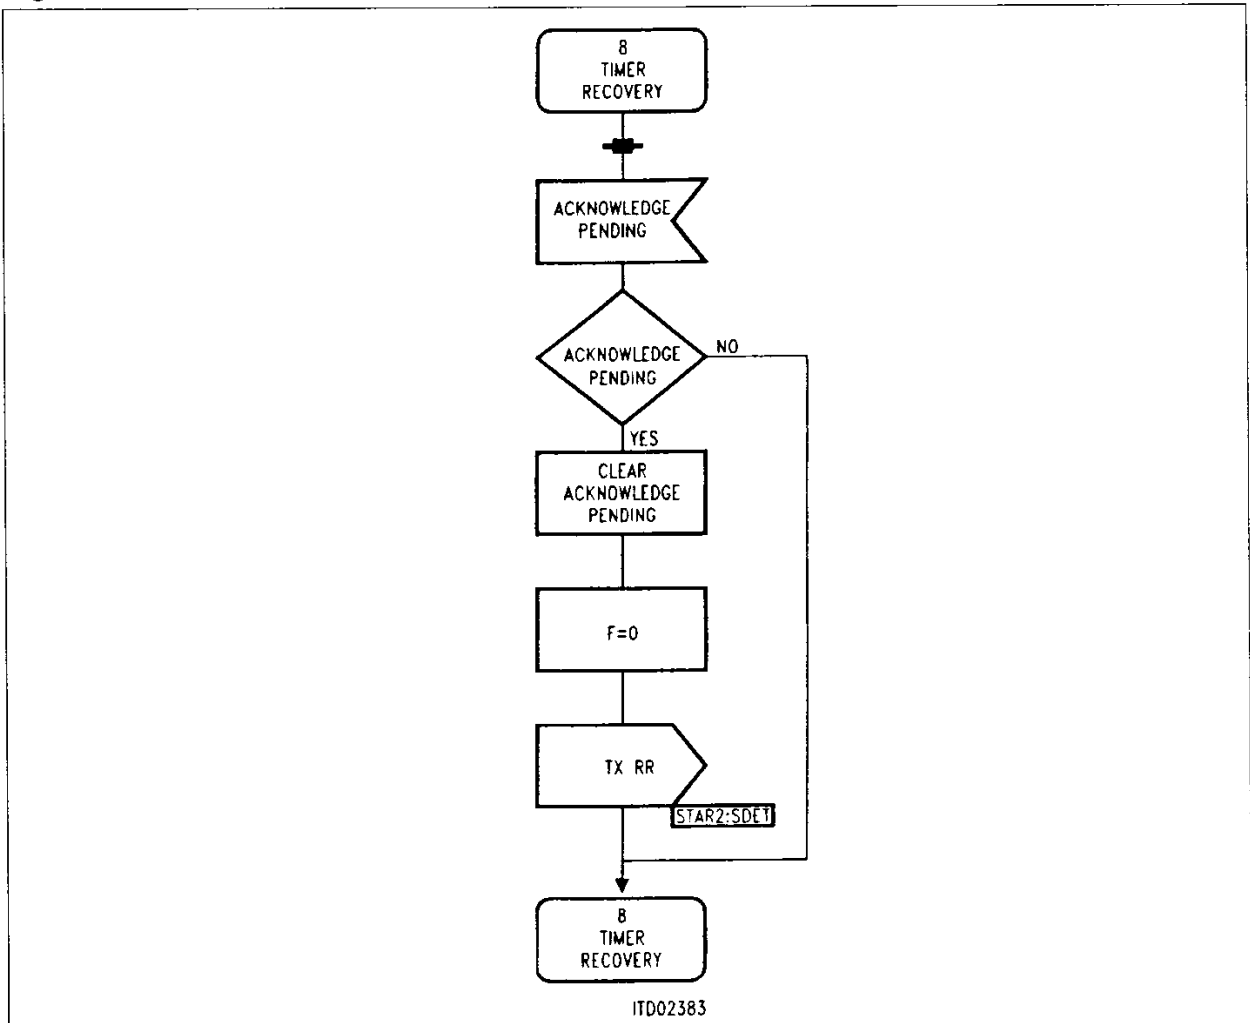 8
TIMER
RECOVERY
ACKNOWLEDGE
PENDING
ACKNOWLEDGE
PENDING
NO
YES
CLEAR
ACKNOWLEDGE
PENDING
F=0
TX RR
STAR2:SDET
8
TIMER
RECOVERY
ITD02383